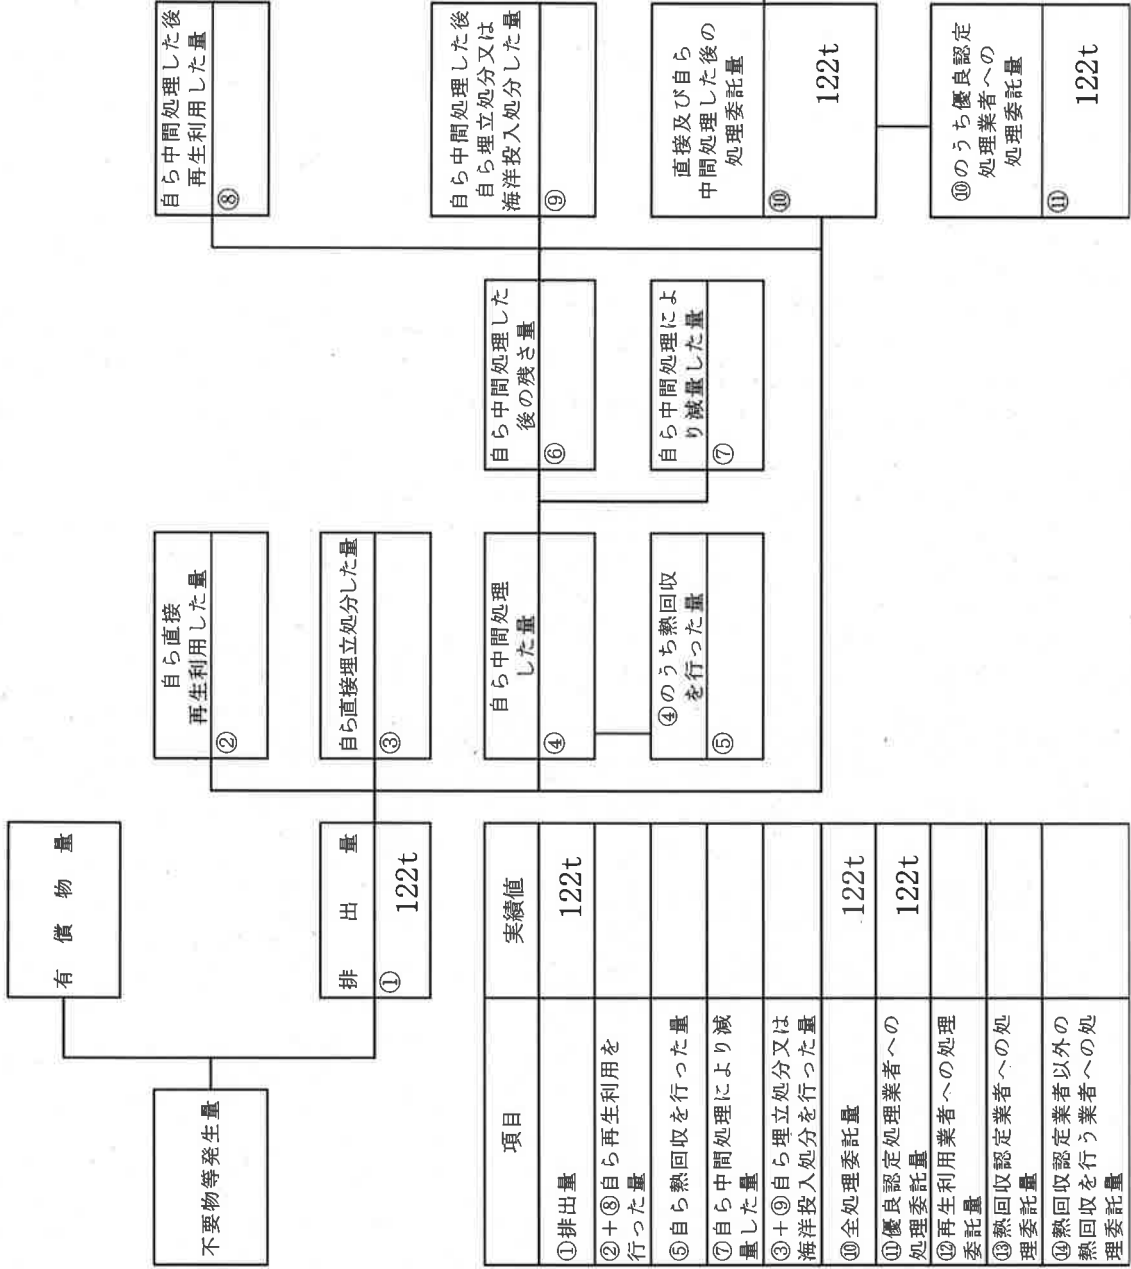 不要物等発生量
有償物量
排出量
①
122t
自ら直接
再生利用した量
②
自ら直接埋立処分した量
③
自ら中間処理
した量
④
④のうち熱回収
を行った量
⑤
自ら中間処理した
後の残さ量
⑥
自ら中間処理によ
り減量した量
⑦
自ら中間処理した後
再生利用した量
⑧
自ら中間処理した後
自ら埋立処分又は
海洋投入処分した量
⑨
直接及び自ら
中間処理した後の
処理委託量
⑩
122t
⑩のうち優良認定
処理業者への
処理委託量
⑪
122t
項目 実績値
①排出量 122t
②+⑧自ら再生利用を
行った量
⑤自ら熱回収を行った量
⑦自ら中間処理により減
量した量
③+⑨自ら埋立処分又は
海洋投入処分を行った量
⑩全処理委託量 122t
⑪優良認定処理業者への
処理委託量 122t
⑫再生利用業者への処理
委託量
⑬熱回収認定業者への処
理委託量
⑭熱回収認定業者以外の
熱回収を行う業者への処
理委託量